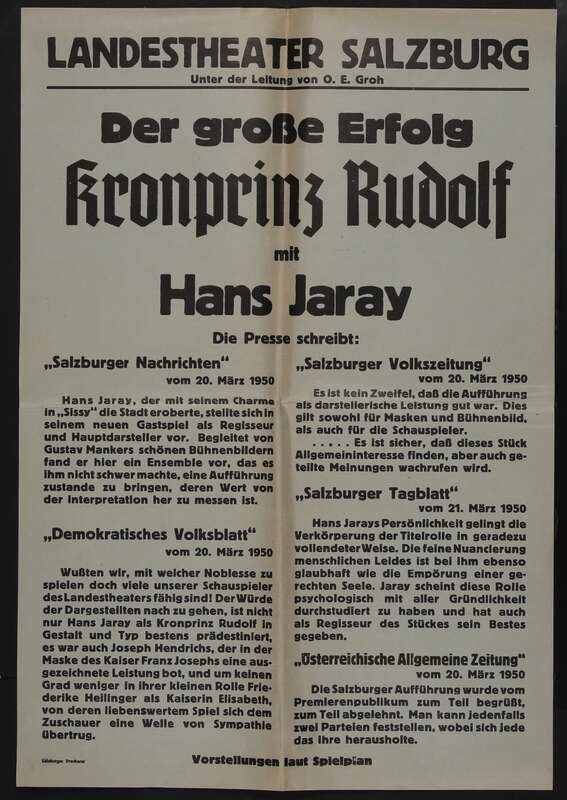 LANDESTHEATER SALZBURG
Unter der Leitung von O. E. Groh
Der große Erfolg
Kronprinz Rudolf
mit
Hans Jaray
Die Presse schreibt:
„Salzburger Nachrichten“
vom 20. März 1950
Hans Jaray, der mit seinem Charme
in „Sissy“ die Stadt eroberte, stellte sich in
seinem neuen Gastspiel als Regisseur
und Hauptdarsteller vor. Begleitet von
Gustav Mankers schönen Bühnenbildern
fand er hier ein Ensemble vor, das es
ihm nicht schwer machte, eine Aufführung
zustande zu bringen, deren Wert von
der Interpretation her zu messen ist.
„Demokratisches Volksblatt“
vom 20. März 1950
Wußten wir, mit welcher Noblesse zu
spielen doch viele unserer Schauspieler
des Landestheaters fähig sind! Der Würde
der Dargestellten nach zu gehen, ist nicht
nur Hans Jaray als Kronprinz Rudolf in
Gestalt und Typ bestens prädestiniert,
es war auch Joseph Hendrichs, der in der
Maske des Kaiser Franz Josephs eine aus-
gezeichnete Leistung bot, und um keinen
Grad weniger in ihrer kleinen Rolle Frie-
derike Heilinger als Kaiserin Elisabeth,
von deren liebenswertem Spiel sich dem
Zuschauer eine Welle von Sympathie
übertrug.
„Salzburger Volkszeitung“
vom 20. März 1950
Es ist kein Zweifel, daß die Aufführung
als darstellerische Leistung gut war. Dies
gilt sowohl für Masken und Bühnenbild,
als auch für die Schauspieler.
. . . . . Es ist sicher, daß dieses Stück
Allgemeininteresse finden, aber auch ge-
teilte Meinungen wachrufen wird.
„Salzburger Tagblatt“
vom 21. März 1950
Hans Jarays Persönlichkeit gelingt die
Verkörperung der Titelrolle in geradezu
vollendeter Weise. Die feine Nuancierung
menschlichen Leides ist bei ihm ebenso
glaubhaft wie die Empörung einer ge-
rechten Seele. Jaray scheint diese Rolle
psychologisch mit aller Gründlichkeit
durchstudiert zu haben und hat auch
als Regisseur des Stückes sein Bestes
gegeben.
„Österreichische Allgemeine Zeitung“
vom 20. März 1950
Die Salzburger Aufführung wurde vom
Premierenpublikum zum Teil begrüßt,
zum Teil abgelehnt. Man kann jedenfalls
zwei Parteien feststellen, wobei sich jede
das ihre herausholte.
Vorstellungen laut Spielplan
Salzburger Druckerei